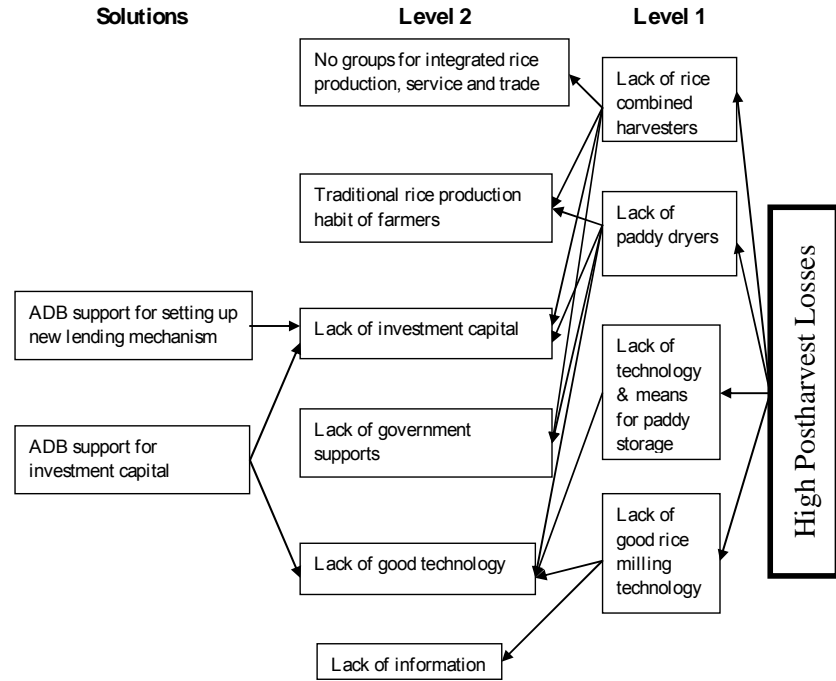 Solutions
Level 2
Level 1
No groups for integrated rice
production, service and trade
Lack of rice
combined
harvesters
Traditional rice production
habit of farmers
Lack of
paddy dryers
ADB support for setting up
new lending mechanism
Lack of investment capital
Lack of
technology
& means
for paddy
storage
ADB support for
investment capital
Lack of government
supports
Lack of good technology
Lack of
good rice
milling
technology
Lack of information
High Postharvest Losses